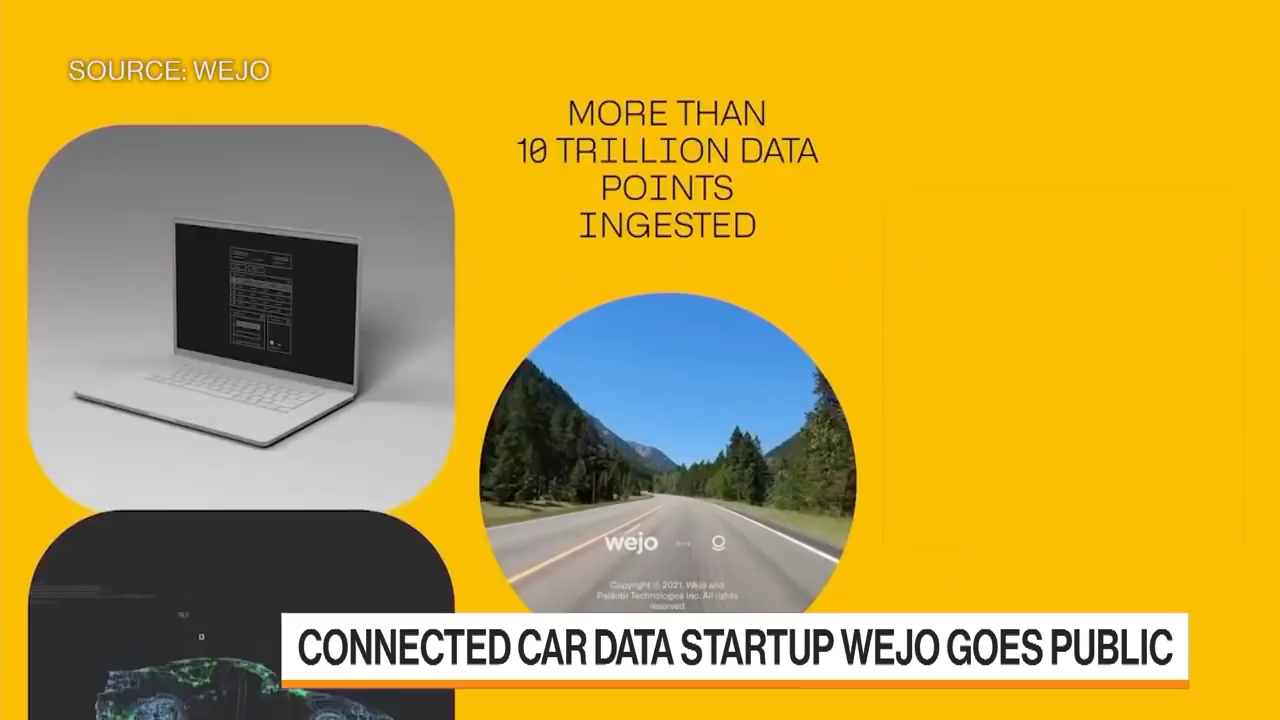 SOURCE: WEJO
MORE THAN
10 TRILLION DATA
POINTS
INGESTED
wejo
Copyright © 2021. Wejo and
Palantir Technologies Inc. All rights
reserved.
CONNECTED CAR DATA STARTUP WEJO GOES PUBLIC